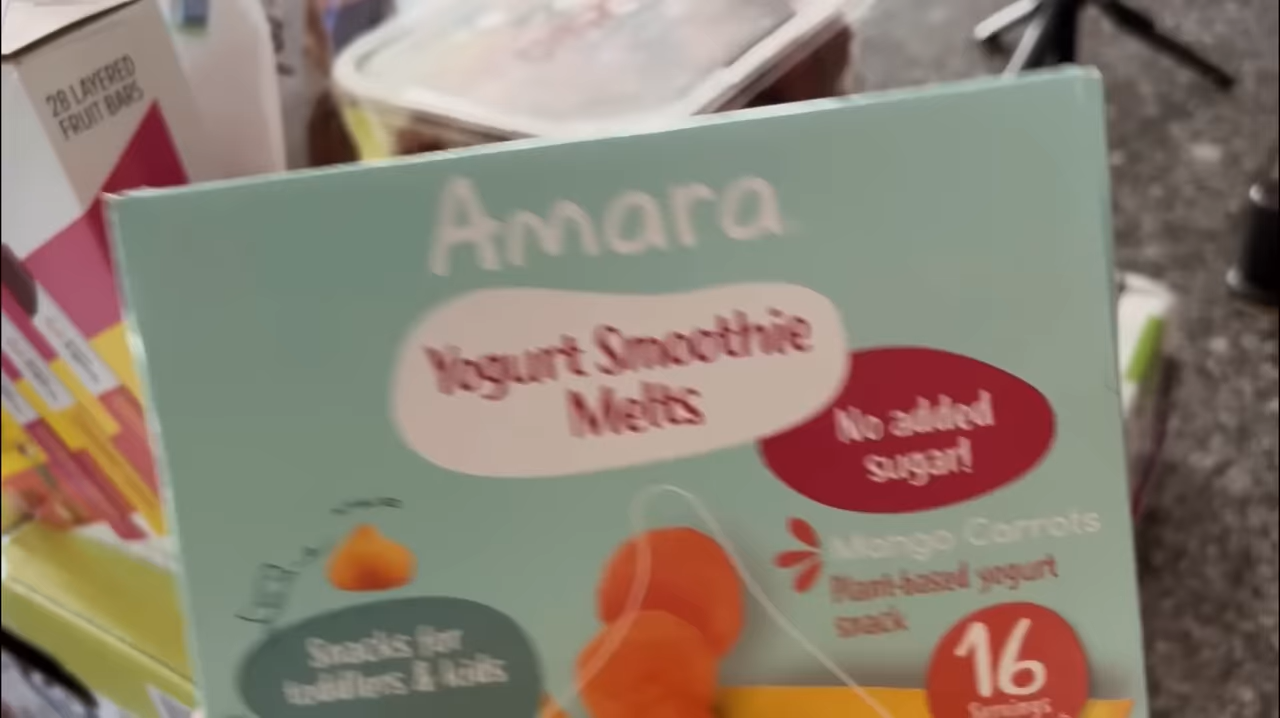 28 LAYERED
FRUIT BARS
Amara
Yogurt Smoothie
Melts
No added
sugar!
Mango Carrots
Plant-based yogurt
snack
Snacks for
toddlers & kids
16
Servings